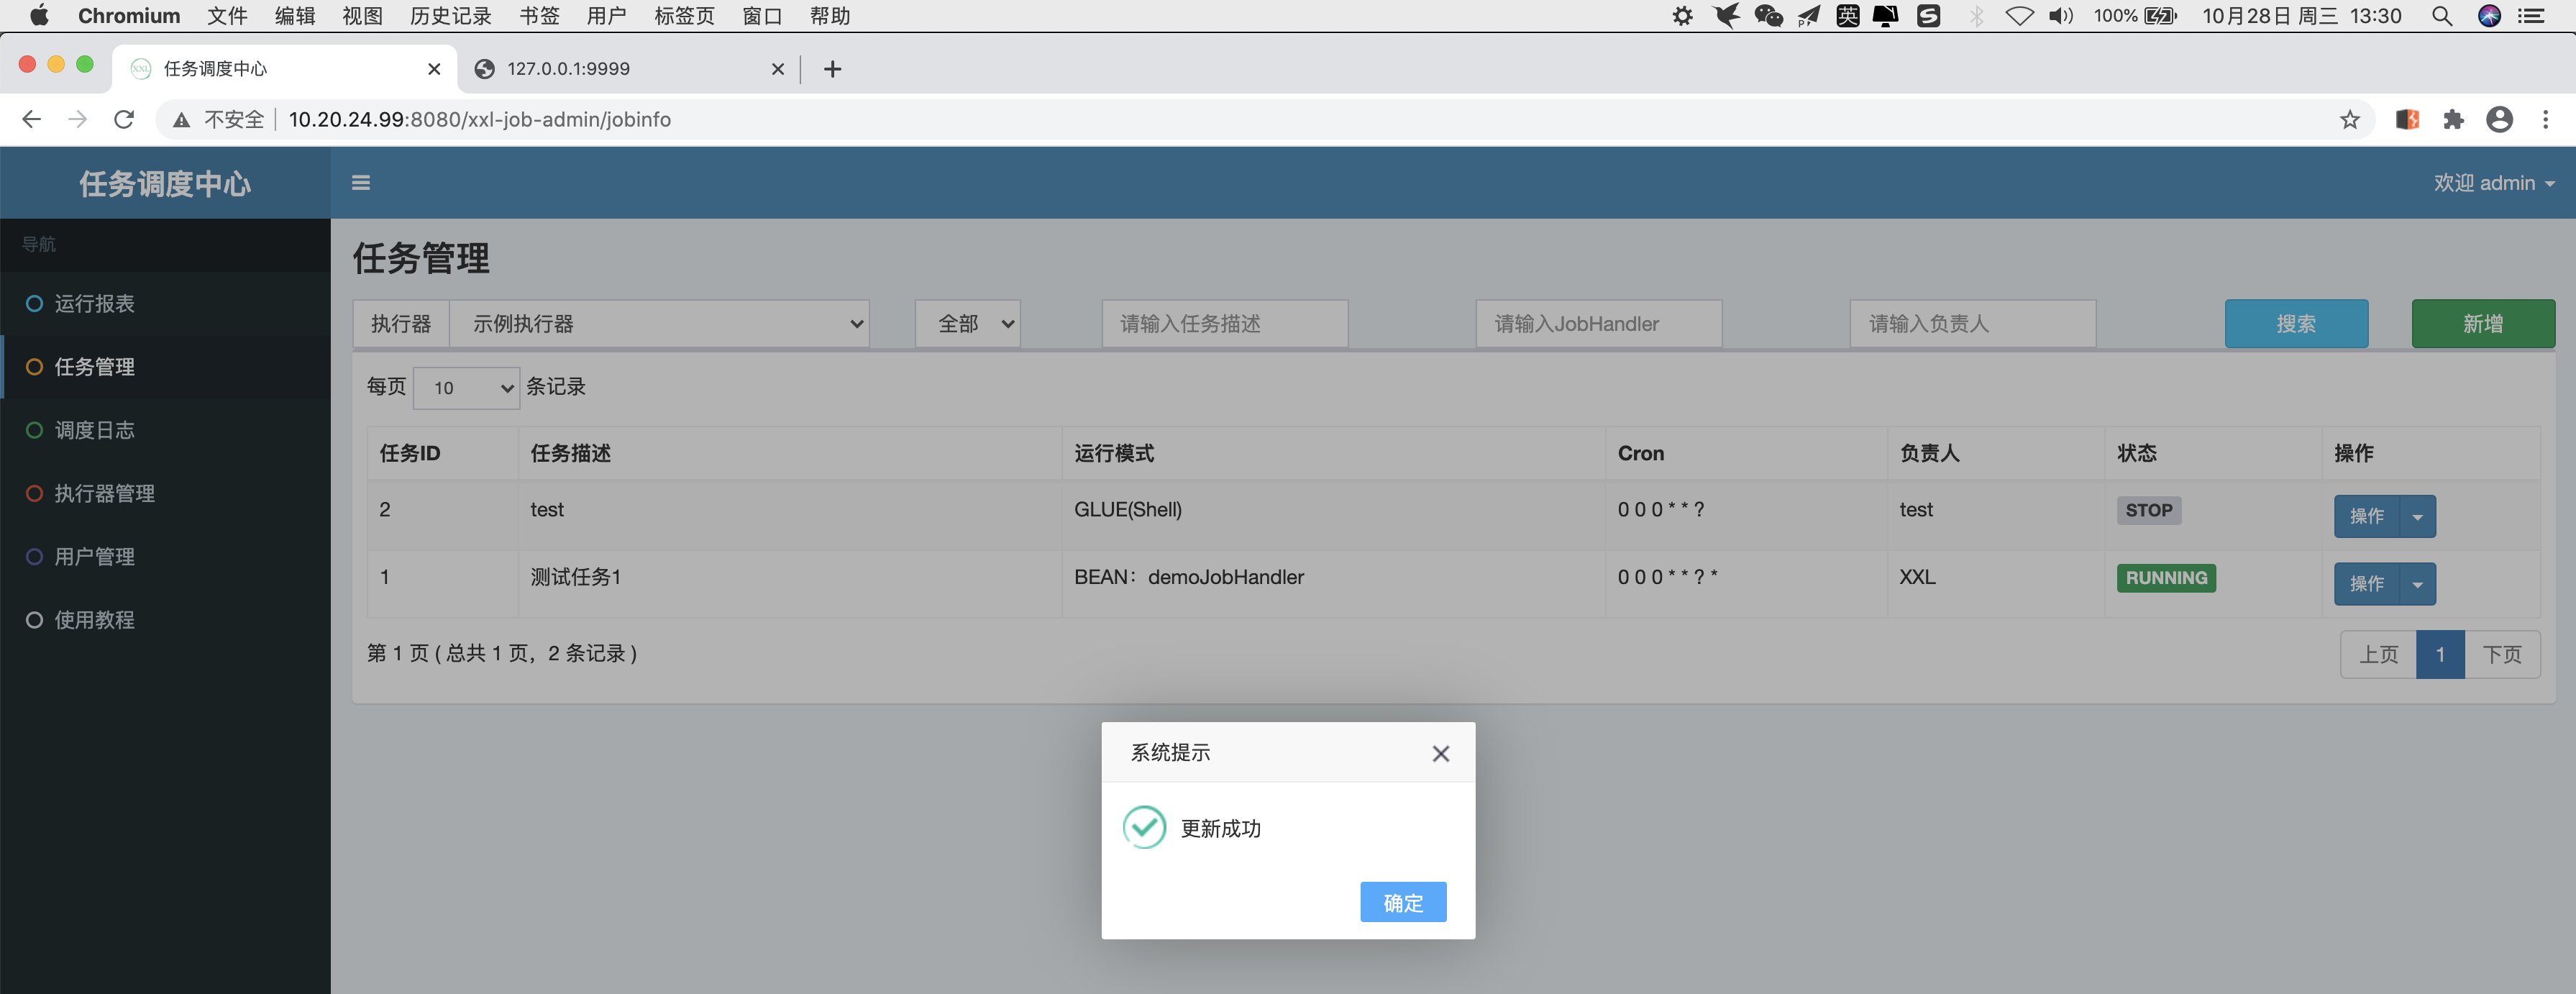 Chromium 文件 编辑 视图 历史记录 书签 用户 标签页 窗口 帮助 英 100% 10月28日 周三 13:30
任务调度中心 127.0.0.1:9999
不安全 10.20.24.99:8080/xxl-job-admin/jobinfo
任务调度中心 欢迎 admin
导航
运行报表
任务管理
调度日志
执行器管理
用户管理
使用教程
任务管理
执行器 示例执行器 全部 请输入任务描述 请输入JobHandler 请输入负责人 搜索 新增
每页 10 条记录
任务ID 任务描述 运行模式 Cron 负责人 状态 操作
2 test GLUE(Shell) 0 0 0 * * ? test STOP 操作
1 测试任务1 BEAN：demoJobHandler 0 0 0 * * ? * XXL RUNNING 操作
第 1 页 ( 总共 1 页，2 条记录 ) 上页 1 下页
系统提示
更新成功
确定